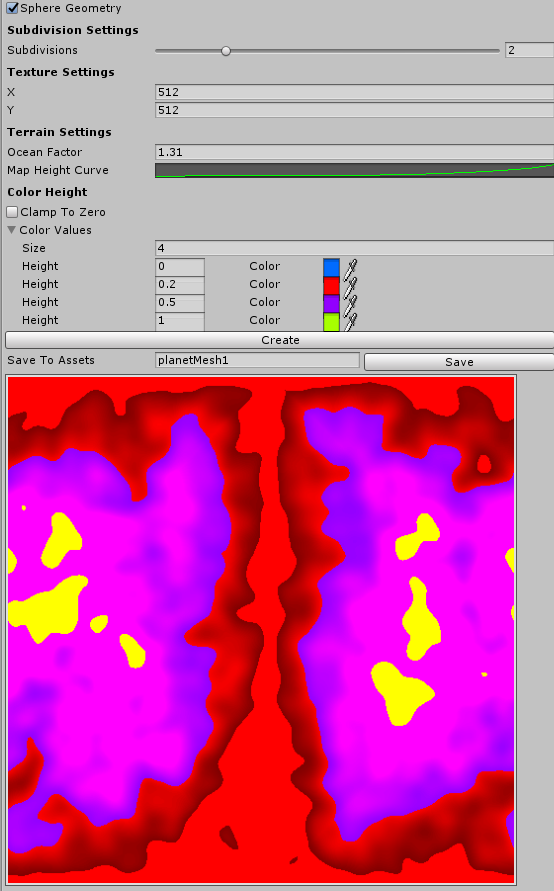 Sphere Geometry
Subdivision Settings
Subdivisions 2
Texture Settings
X 512
Y 512
Terrain Settings
Ocean Factor 1.31
Map Height Curve
Color Height
Clamp To Zero
Color Values
Size 4
Height 0 Color
Height 0.2 Color
Height 0.5 Color
Height 1 Color
Create
Save To Assets planetMesh1 Save